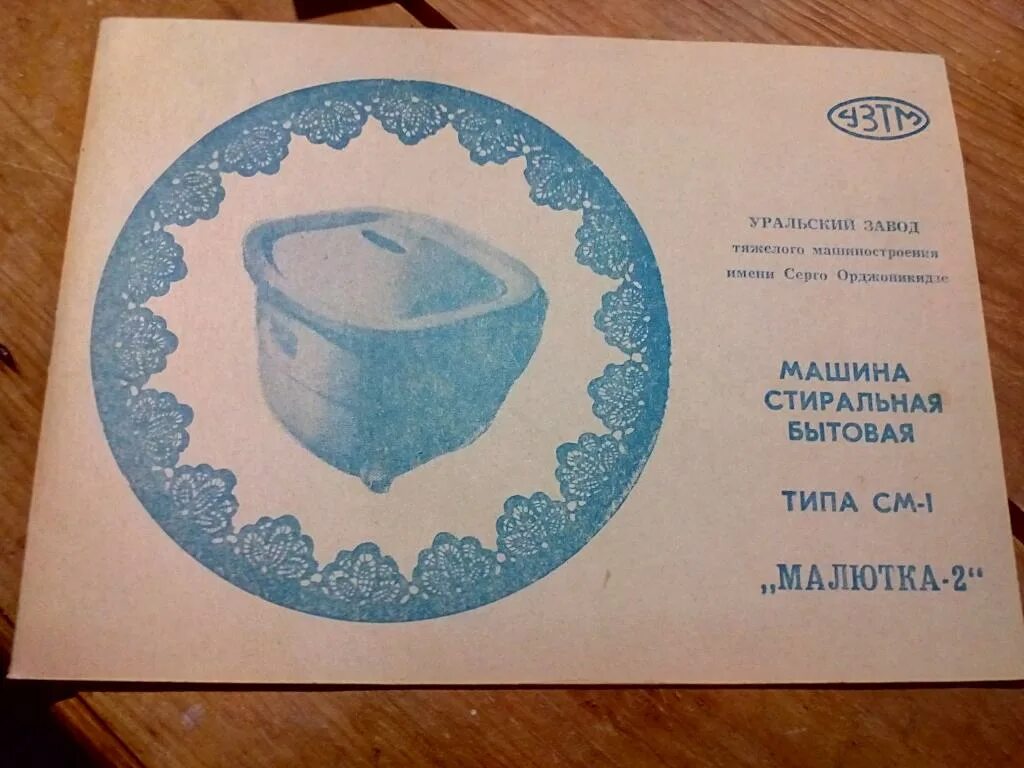 УЗТМ
УРАЛЬСКИЙ ЗАВОД
тяжелого машиностроения
имени Серго Орджоникидзе
МАШИНА
СТИРАЛЬНАЯ
БЫТОВАЯ
ТИПА СМ-1
„МАЛЮТКА-2“